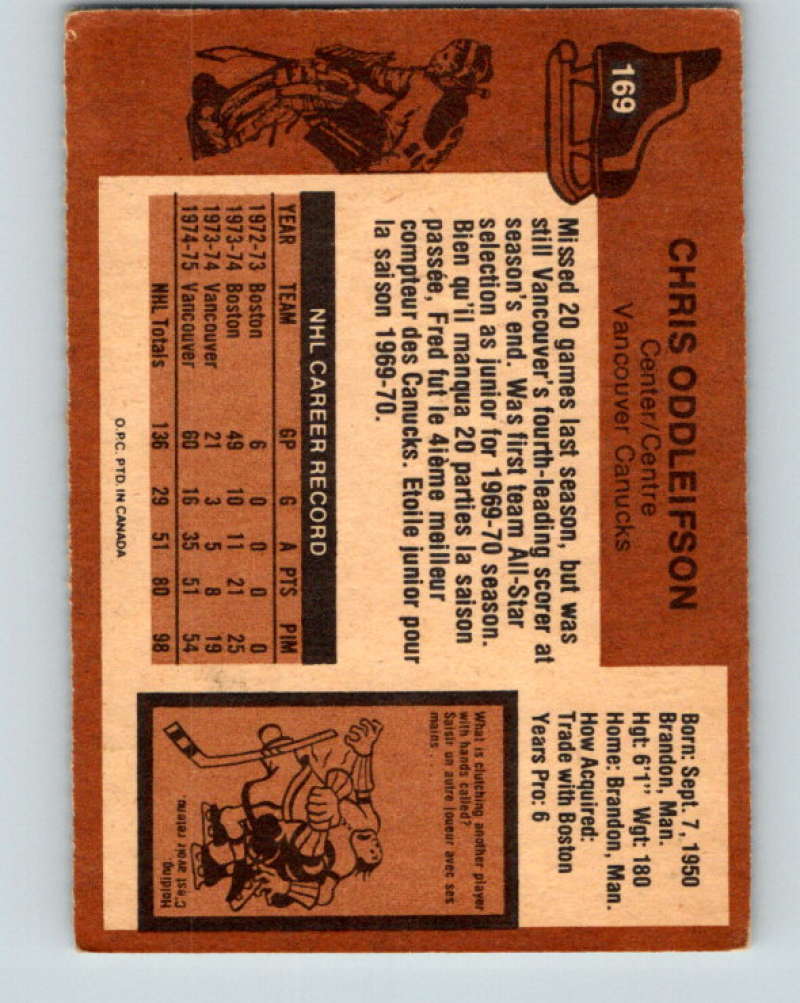 169
CHRIS ODDLEIFSON
Center/Centre
Vancouver Canucks
Born: Sept. 7, 1950
Brandon, Man.
Hgt: 6'1" Wgt: 180
Home: Brandon, Man.
How Acquired:
Trade with Boston
Years Pro: 6
Missed 20 games last season, but was
still Vancouver's fourth-leading scorer at
season's end. Was first team All-Star
selection as junior for 1969-70 season.
Bien qu'il manqua 20 parties la saison
passée, Fred fut le 4ième meilleur
compteur des Canucks. Etoile junior pour
la saison 1969-70.
NHL CAREER RECORD
YEAR TEAM GP G A PTS PIM
1972-73 Boston 6 0 0 0 0
1973-74 Boston 49 10 11 21 25
1973-74 Vancouver 21 3 5 8 19
1974-75 Vancouver 60 16 35 51 54
NHL Totals 136 29 51 80 98
What is clutching another player
with hands called?
Saisir un autre joueur avec ses
mains . . .
Holding.
C'est avoir retenu.
O.P.C. PTD. IN CANADA